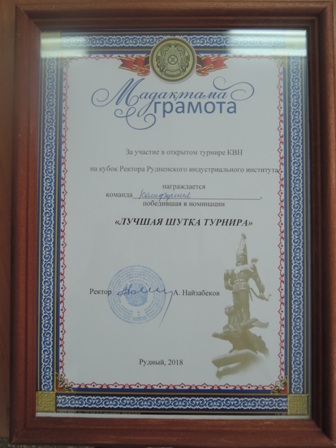 Мадақтама
грамота
За участие в открытом турнире КВН
на кубок Ректора Рудненского индустриального института
награждается
команда
победившая в номинации
«ЛУЧШАЯ ШУТКА ТУРНИРА»
Ректор А. Найзабеков
Рудный, 2018